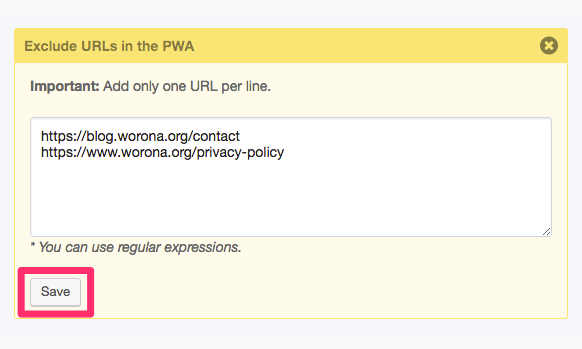 Exclude URLs in the PWA
Important: Add only one URL per line.
https://blog.worona.org/contact
https://www.worona.org/privacy-policy
* You can use regular expressions.
Save